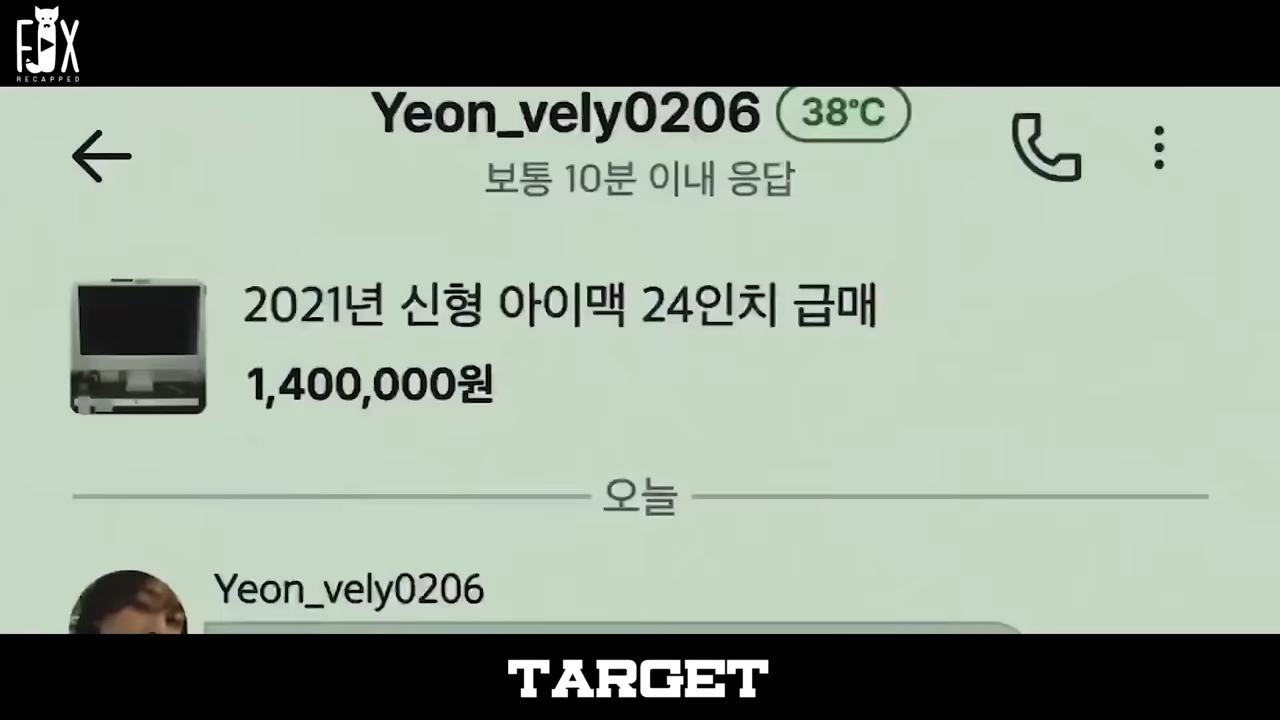 FOX
RECAPPED
Yeon_vely0206 38°C
보통 10분 이내 응답
2021년 신형 아이맥 24인치 급매
1,400,000원
오늘
Yeon_vely0206
TARGET